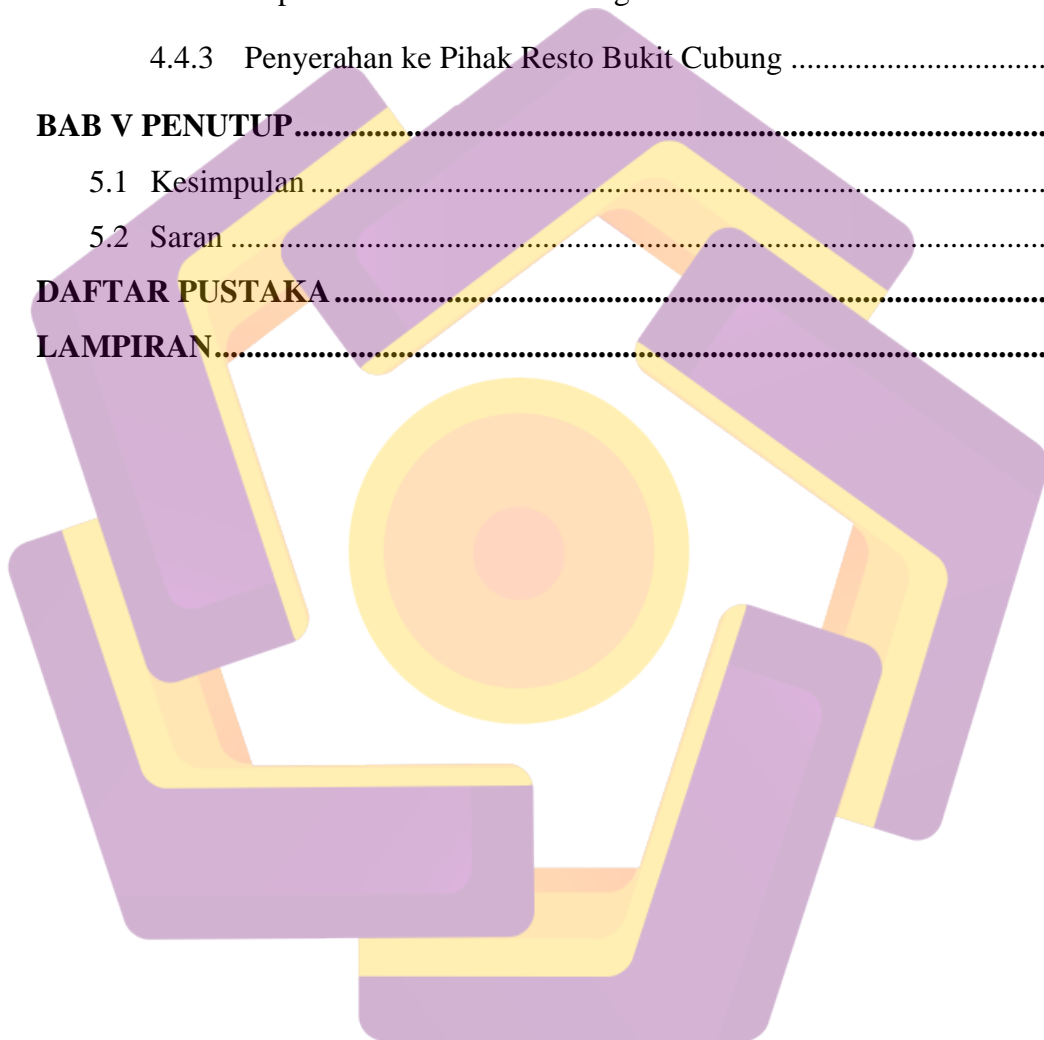 4.4.3 Penyerahan ke Pihak Resto Bukit Cubung ................................
BAB V PENUTUP................................................................................
5.1 Kesimpulan ................................................................................
5.2 Saran ................................................................................
DAFTAR PUSTAKA ................................................................................
LAMPIRAN................................................................................